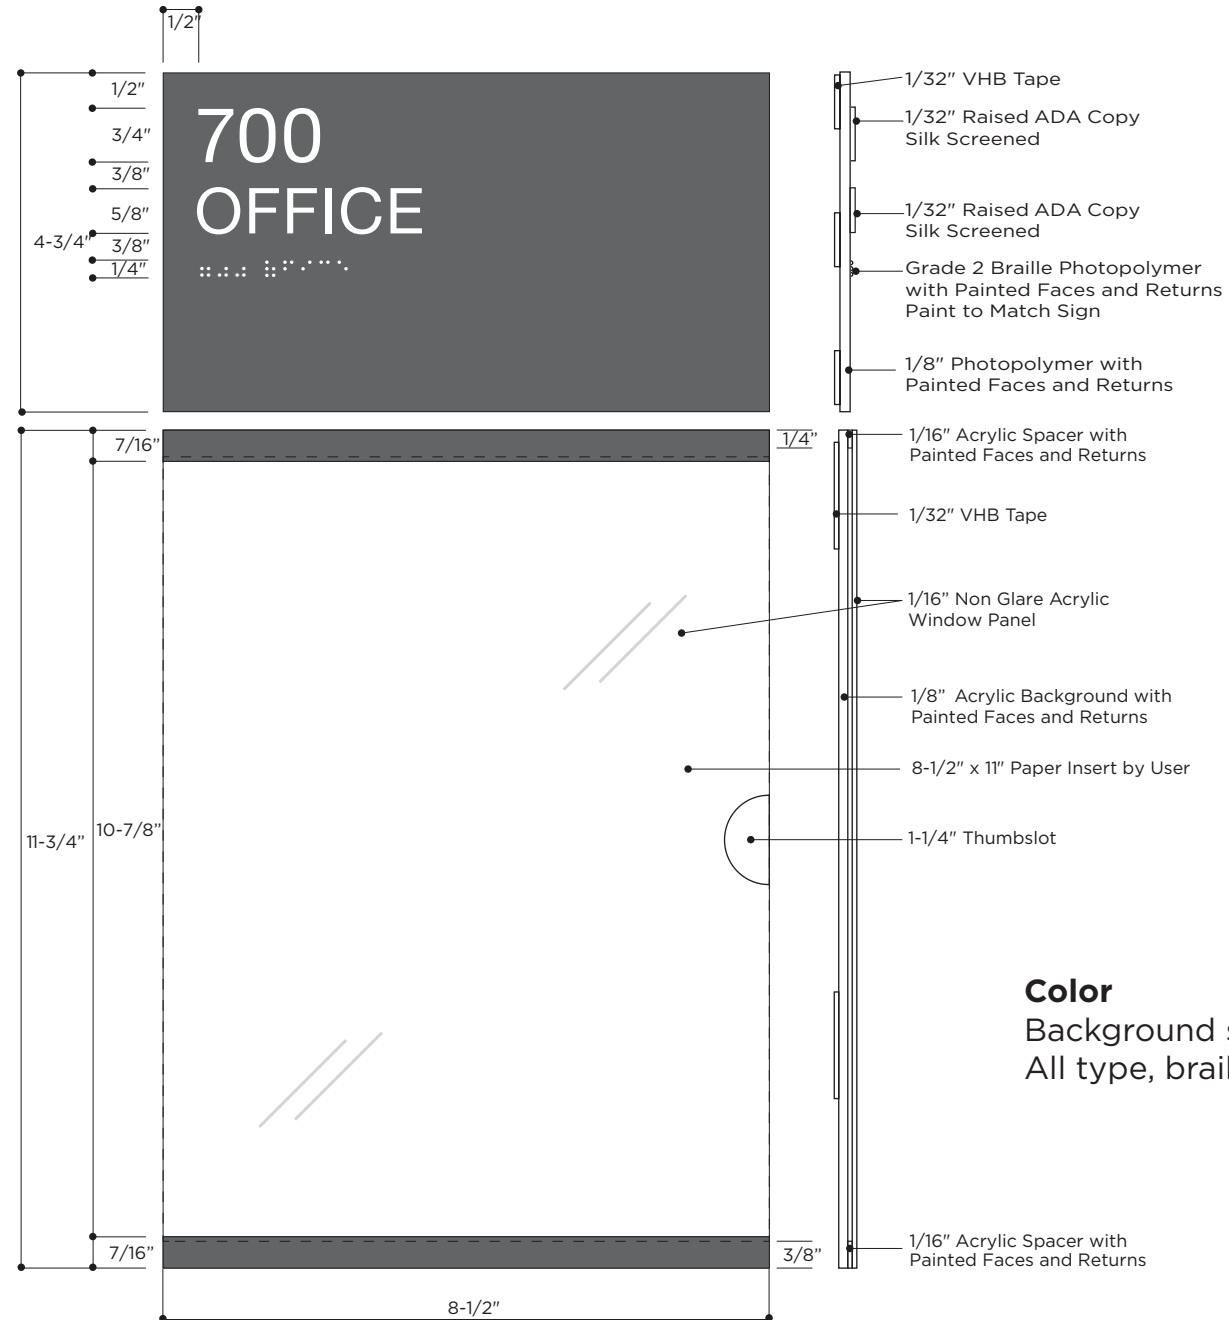 1/2"
1/2"
3/4"
3/8"
5/8"
4-3/4"
3/8"
1/4"
700
OFFICE
1/32" VHB Tape
1/32" Raised ADA Copy
Silk Screened
1/32" Raised ADA Copy
Silk Screened
Grade 2 Braille Photopolymer
with Painted Faces and Returns
Paint to Match Sign
1/8" Photopolymer with
Painted Faces and Returns
7/16”
1/4”
1/16" Acrylic Spacer with
Painted Faces and Returns
1/32" VHB Tape
1/16” Non Glare Acrylic
Window Panel
1/8” Acrylic Background with
Painted Faces and Returns
8-1/2" x 11" Paper Insert by User
11-3/4”
10-7/8”
1-1/4" Thumbslot
Color
Background
All type,
7/16”
3/8”
1/16" Acrylic Spacer with
Painted Faces and Returns
8-1/2"